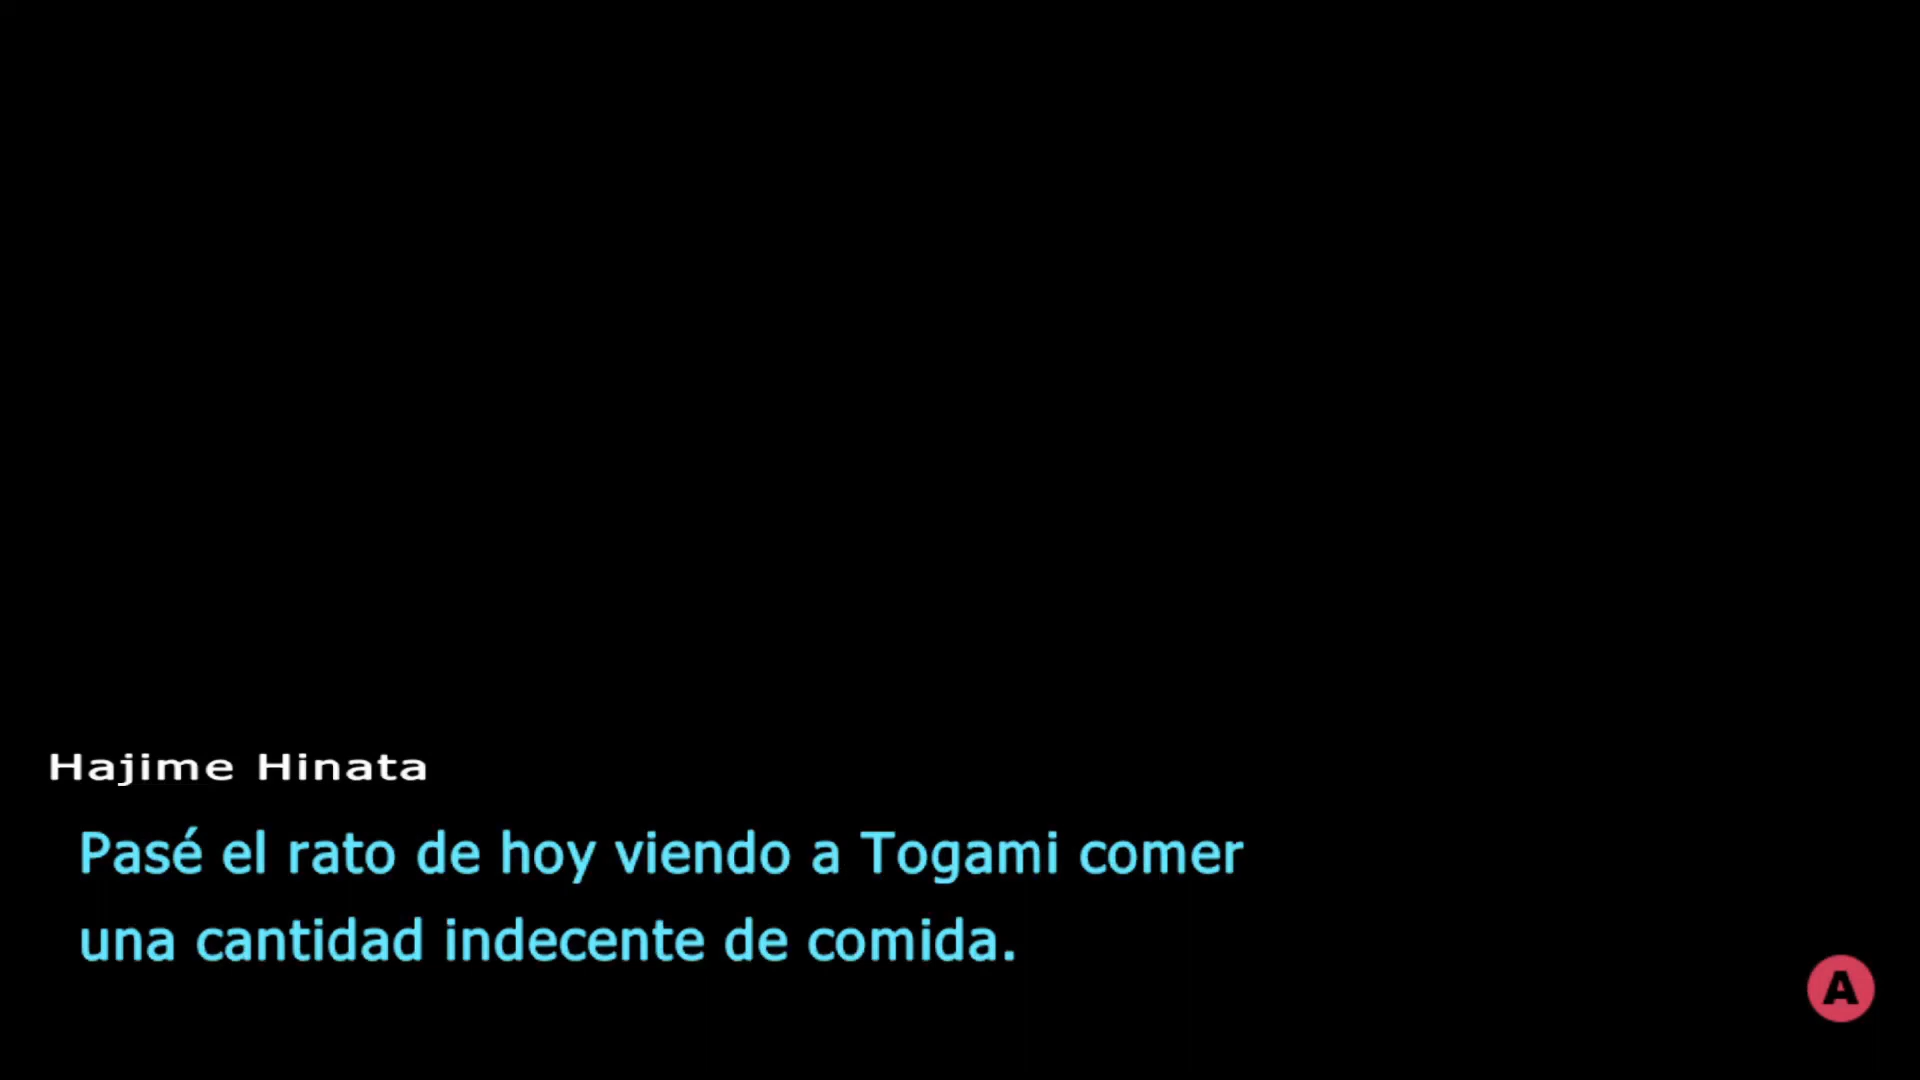 Hajime Hinata
Pasé el rato de hoy viendo a Togami comer
una cantidad indecente de comida.
A